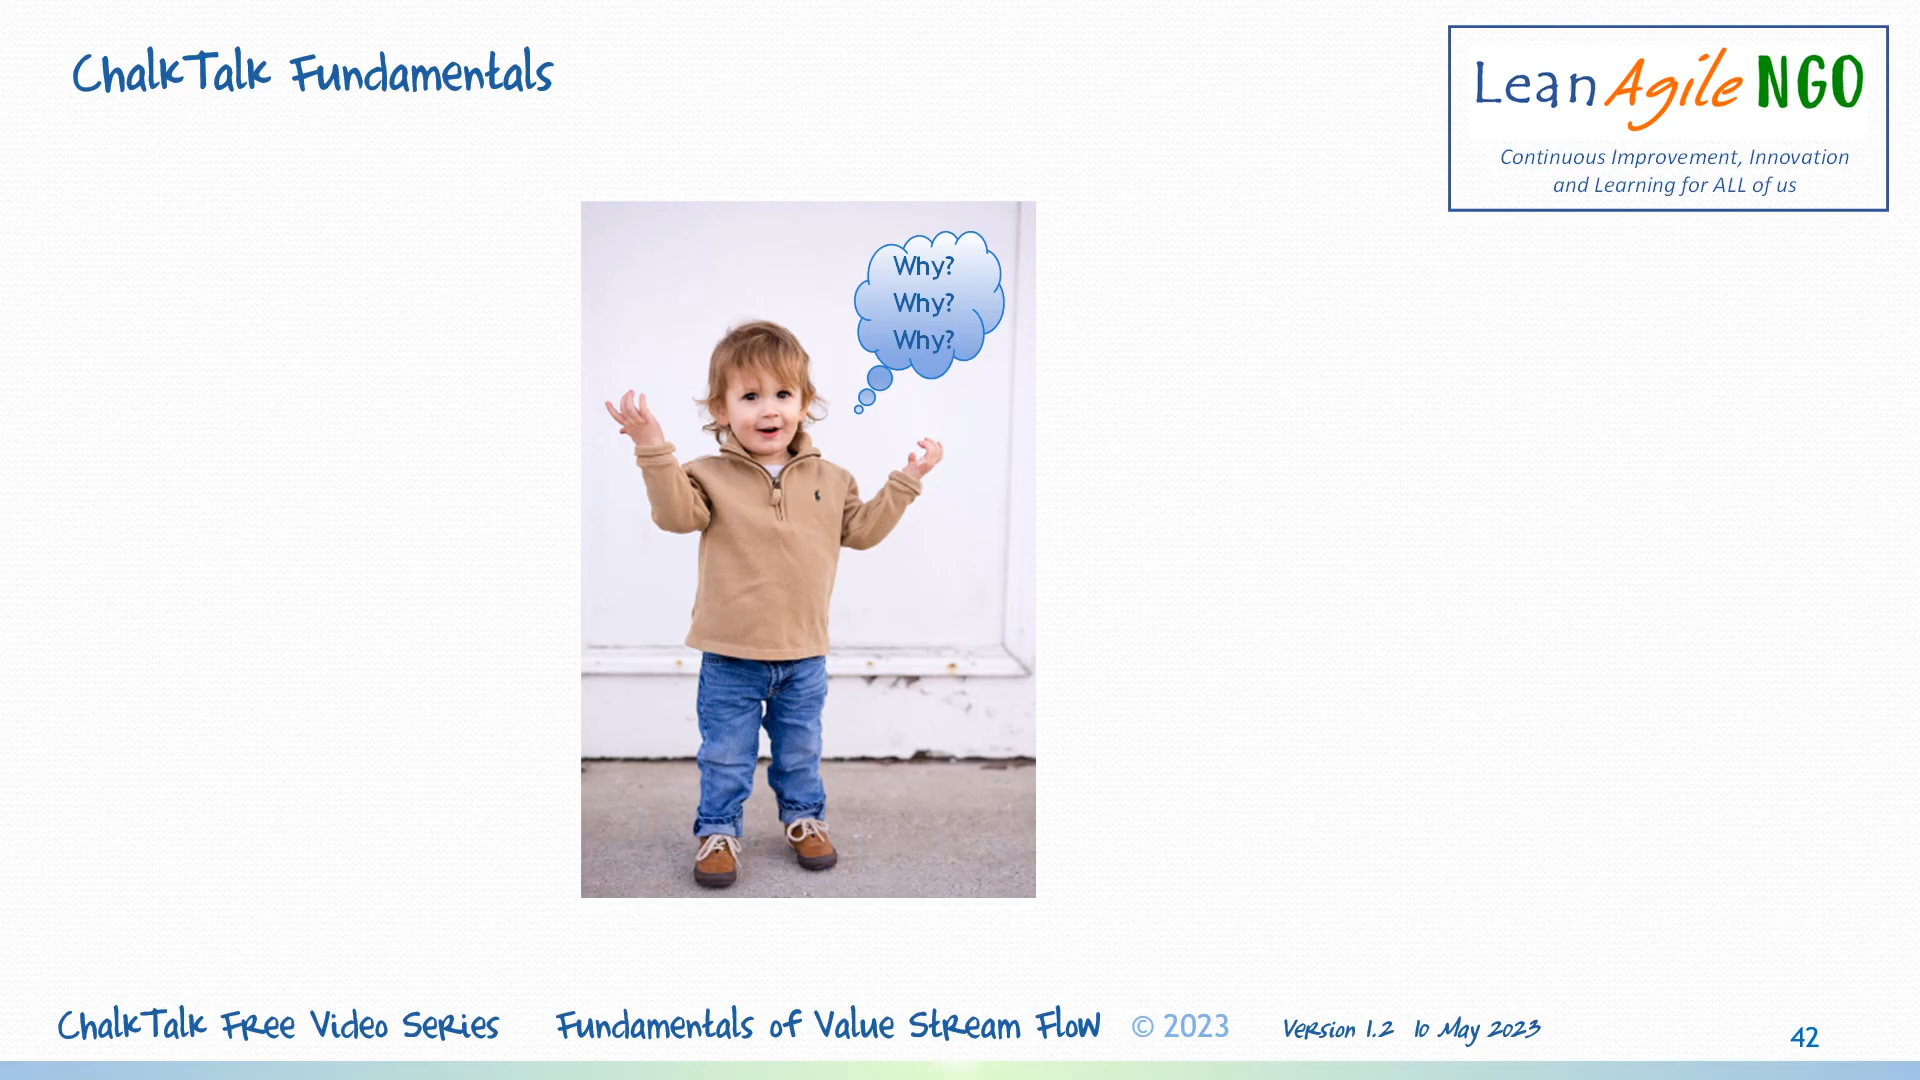 ChalkTalk Fundamentals
Lean Agile NGO
Continuous Improvement, Innovation
and Learning for ALL of us
Why?
Why?
Why?
ChalkTalk Free Video Series Fundamentals of Value Stream Flow © 2023 Version 1.2 10 May 2023 42